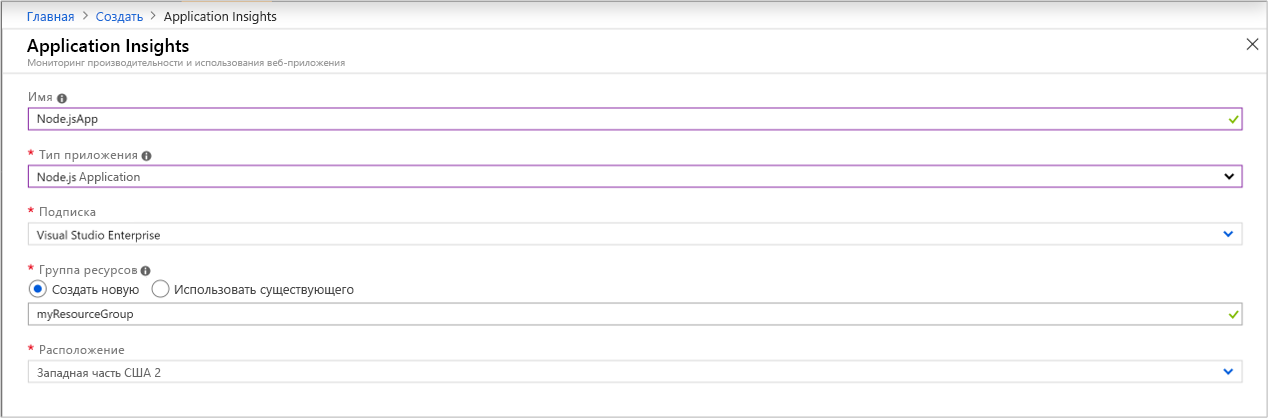 Главная > Создать > Application Insights
Application Insights
Мониторинг производительности и использования веб-приложения
Имя
Node.jsApp
* Тип приложения
Node.js Application
* Подписка
Visual Studio Enterprise
* Группа ресурсов
Создать новую Использовать существующего
myResourceGroup
* Расположение
Западная часть США 2